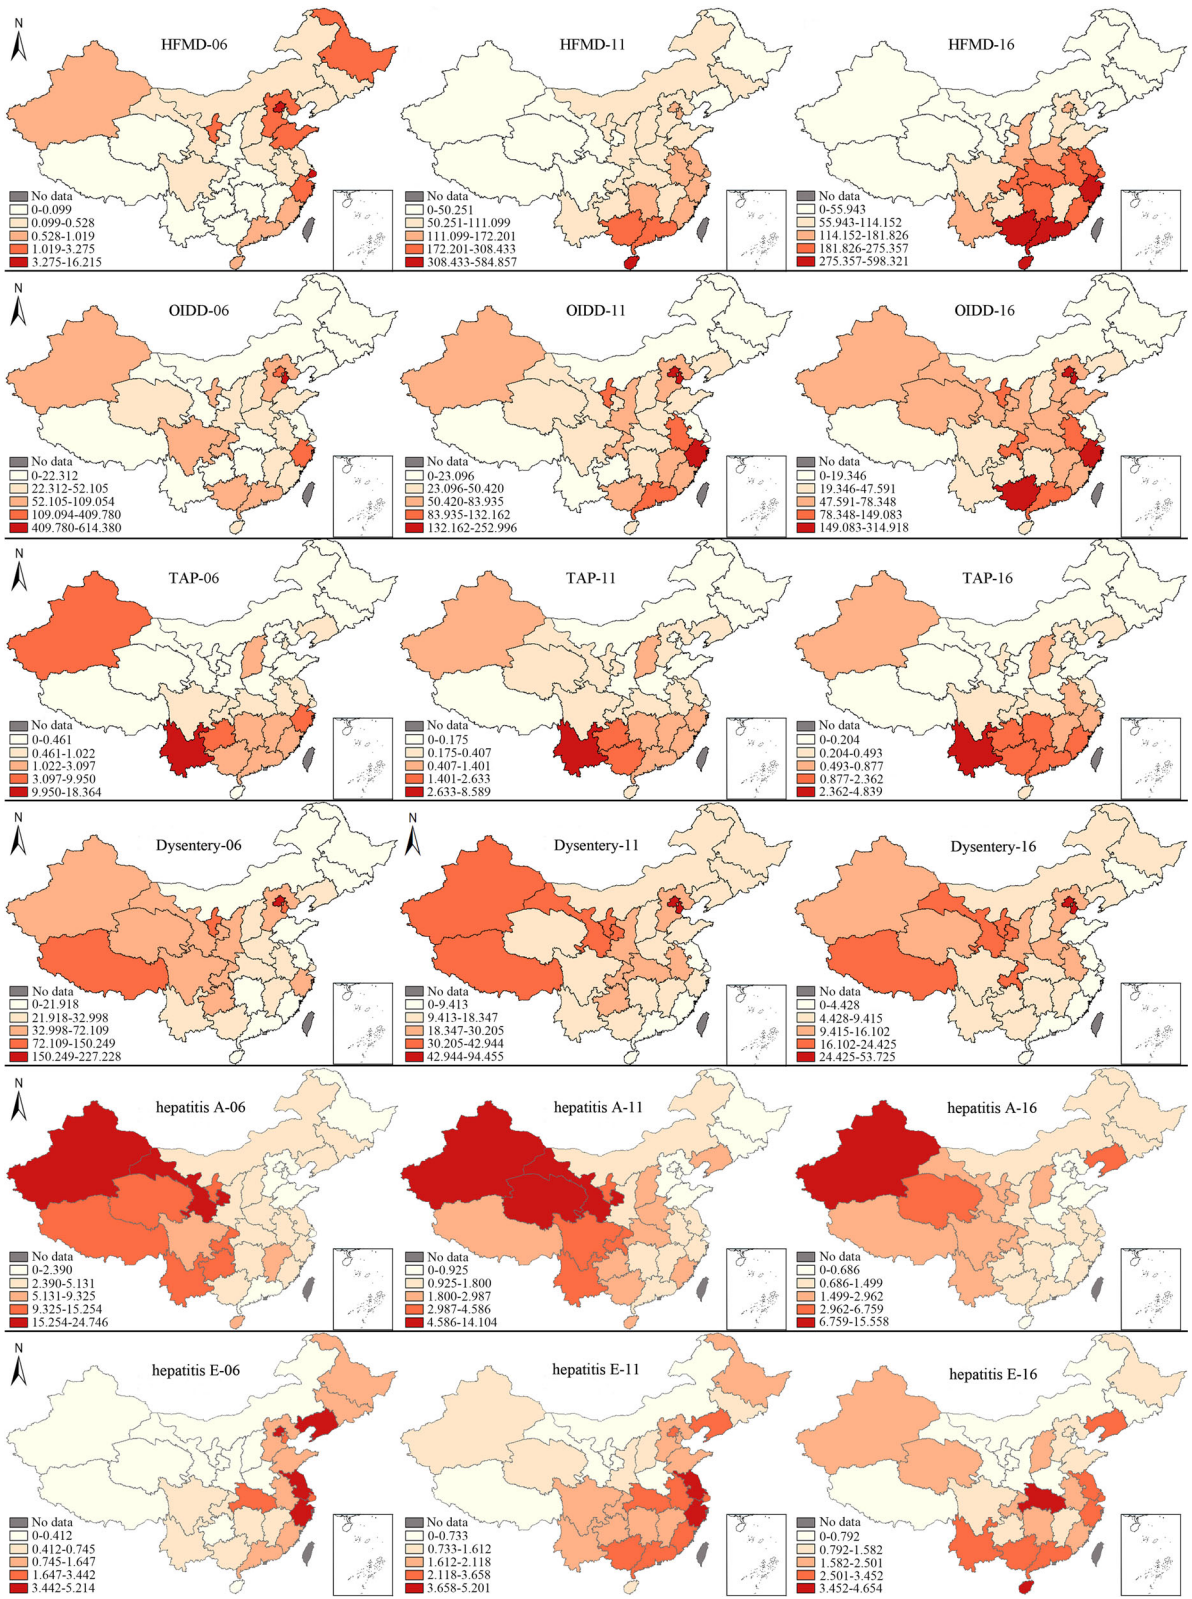 N
HFMD-06
No data
0-0.099
0.099-0.528
0.528-1.019
1.019-3.275
3.275-16.215
HFMD-11
No data
0-50.251
50.251-111.099
111.099-172.201
172.201-308.433
308.433-584.857
HFMD-16
No data
0-55.943
55.943-114.152
114.152-181.826
181.826-275.357
275.357-598.321
N
OIDD-06
No data
0-22.312
22.312-52.105
52.105-109.054
109.094-409.780
409.780-614.380
OIDD-11
No data
0-23.096
23.096-50.420
50.420-83.935
83.935-132.162
132.162-252.996
OIDD-16
No data
0-19.346
19.346-47.591
47.591-78.348
78.348-149.083
149.083-314.918
N
TAP-06
No data
0-0.461
0.461-1.022
1.022-3.097
3.097-9.950
9.950-18.364
TAP-11
No data
0-0.175
0.175-0.407
0.407-1.401
1.401-2.633
2.633-8.589
TAP-16
No data
0-0.204
0.204-0.493
0.493-0.877
0.877-2.362
2.362-4.839
N
Dysentery-06
No data
0-21.918
21.918-32.998
32.998-72.109
72.109-150.249
150.249-227.228
N
Dysentery-11
No data
0-9.413
9.413-18.347
18.347-30.205
30.205-42.944
42.944-94.455
Dysentery-16
No data
0-4.428
4.428-9.415
9.415-16.102
16.102-24.425
24.425-53.725
N
hepatitis A-06
No data
0-2.390
2.390-5.131
5.131-9.325
9.325-15.254
15.254-24.746
hepatitis A-11
No data
0-0.925
0.925-1.800
1.800-2.987
2.987-4.586
4.586-14.104
hepatitis A-16
No data
0-0.686
0.686-1.499
1.499-2.962
2.962-6.759
6.759-15.558
N
hepatitis E-06
No data
0-0.412
0.412-0.745
0.745-1.647
1.647-3.442
3.442-5.214
hepatitis E-11
No data
0-0.733
0.733-1.612
1.612-2.118
2.118-3.658
3.658-5.201
hepatitis E-16
No data
0-0.792
0.792-1.582
1.582-2.501
2.501-3.452
3.452-4.654